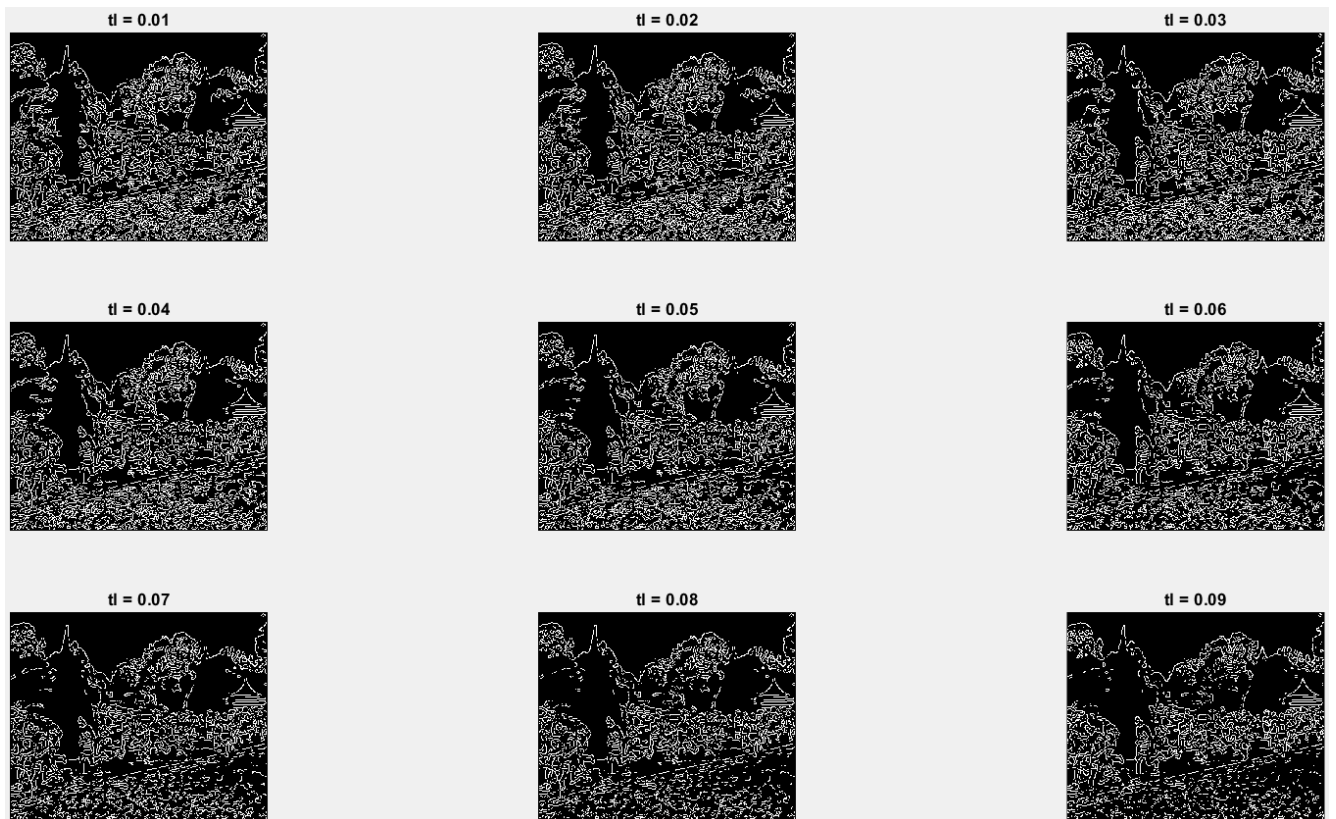 tl = 0.01
tl = 0.02
tl = 0.03
tl = 0.04
tl = 0.05
tl = 0.06
tl = 0.07
tl = 0.08
tl = 0.09